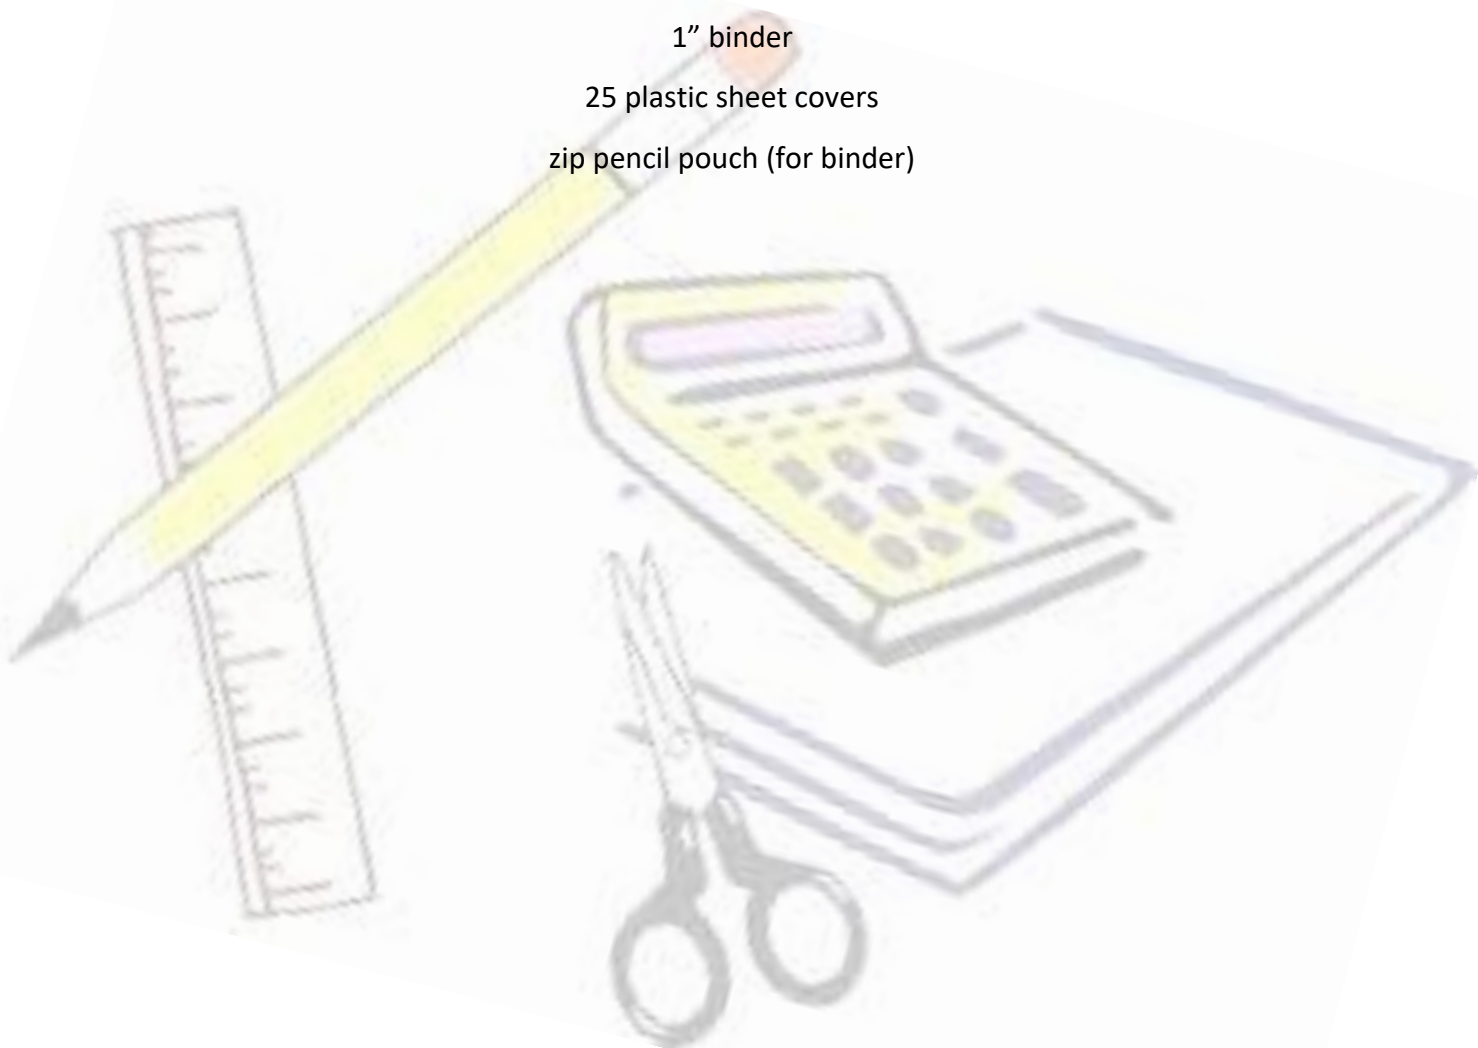 1” binder
25 plastic sheet covers
zip pencil pouch (for binder)